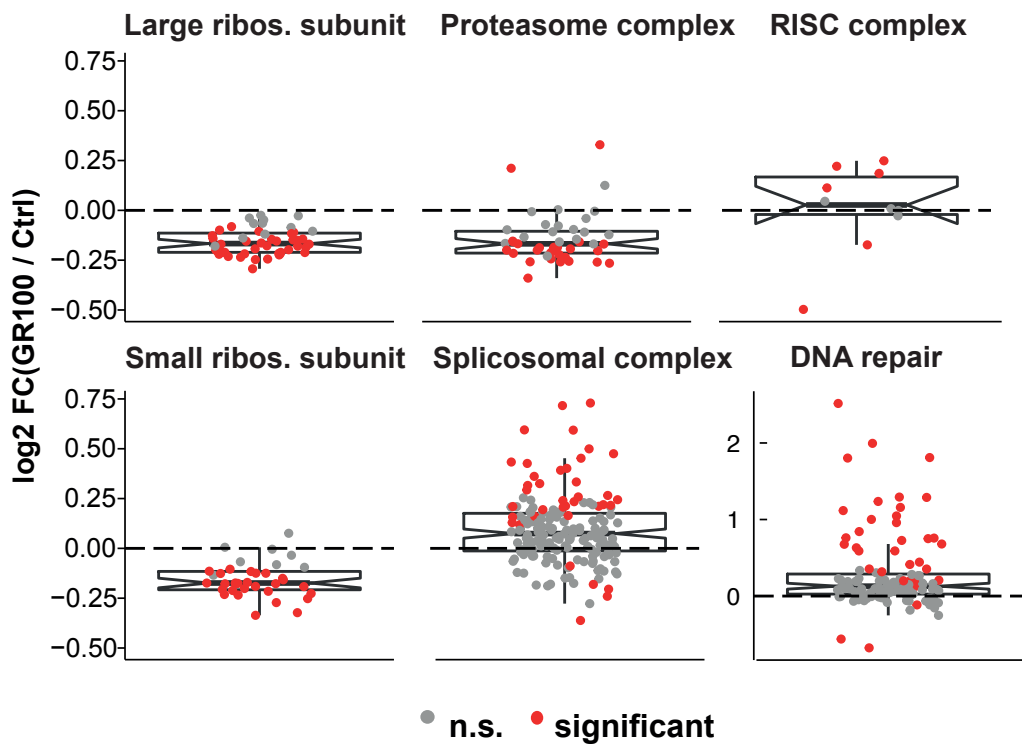 Large ribos. subunit
Proteasome complex
RISC complex
log2 FC(GR100 / Ctrl)
0.75
0.50
0.25
0.00
−0.25
−0.50
Small ribos. subunit
Splicosomal complex
DNA repair
0.75
0.50
0.25
0.00
−0.25
−0.50
2
1
0
n.s.
significant